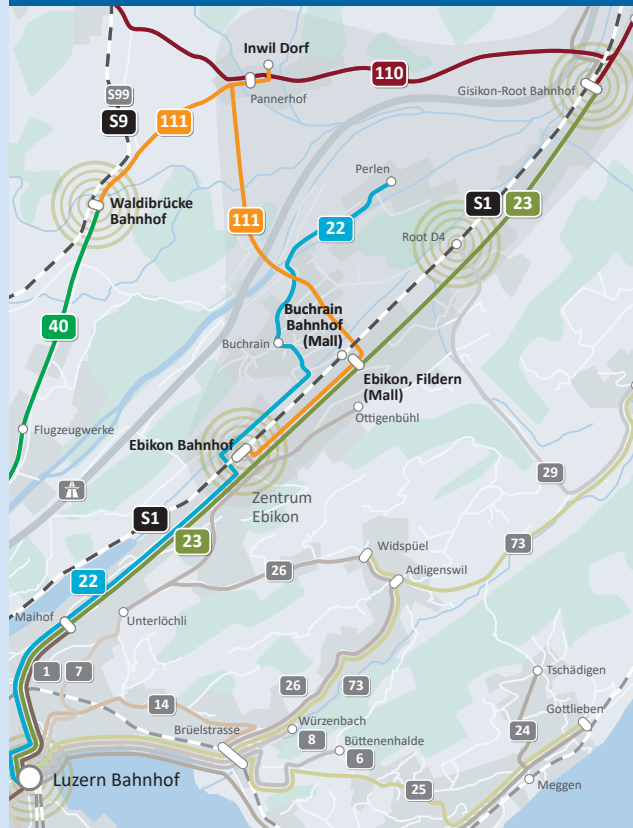 Inwil Dorf
110
Pannerhof
Gisikon-Root Bahnhof
S99
S9
111
Perlen
Waldibrücke
Bahnhof
S1
23
111
22
Root D4
Buchrain
Bahnhof
(Mall)
40
Buchrain
Ebikon, Fildern
(Mall)
Ottigenbühl
Flugzeugwerke
Ebikon Bahnhof
29
Zentrum
Ebikon
S1
23
73
Widspüel
26
Adligenswil
22
Maihof
Unterlöchli
1
7
Tschädigen
26
73
14
Gottlieben
Würzenbach
Brüelstrasse
8
Büttenenhalde
24
6
Luzern Bahnhof
Meggen
25